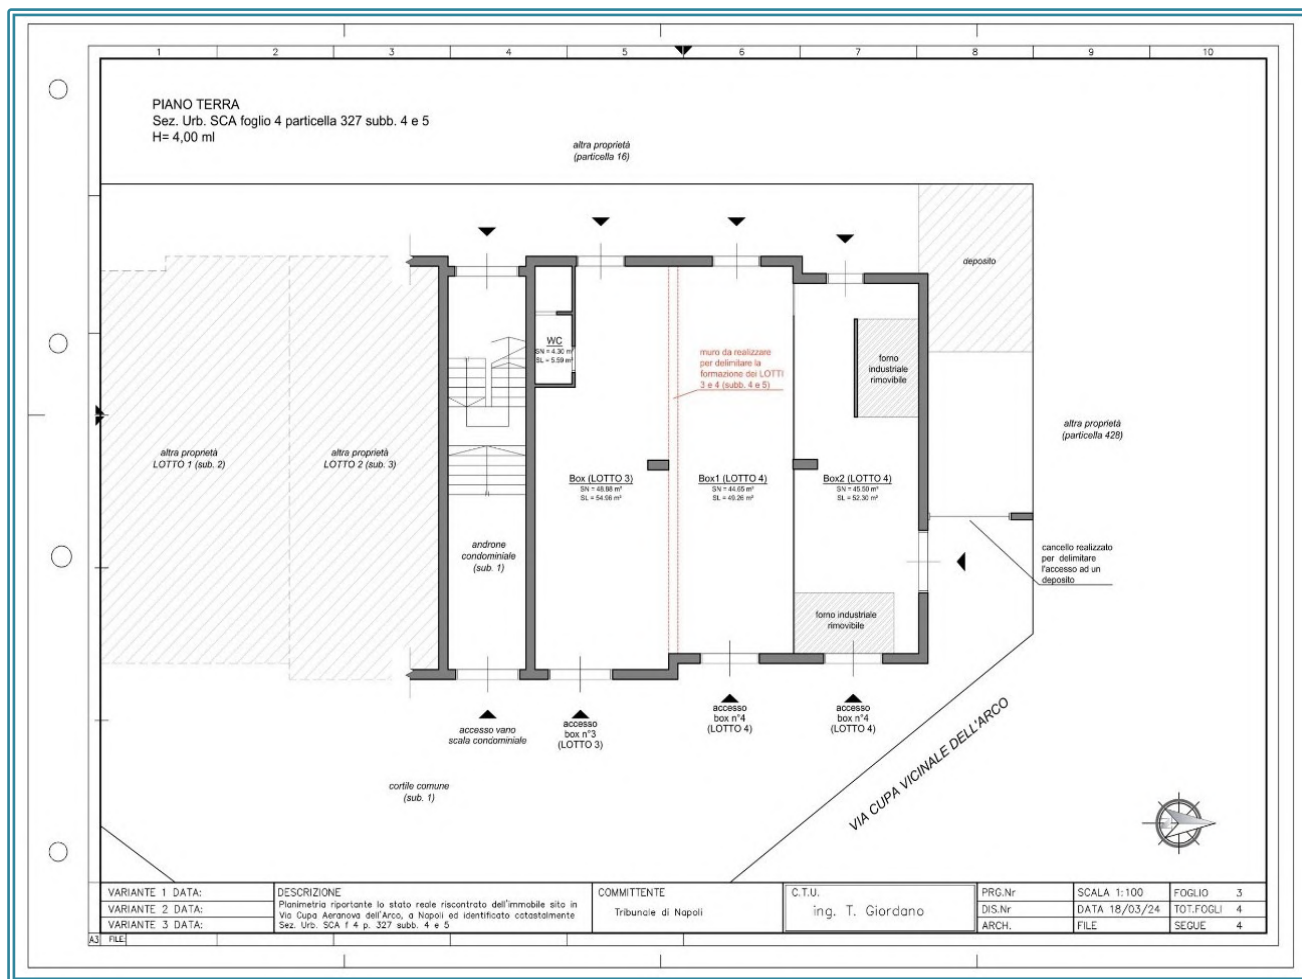 1 2 3 4 5 6 7 8 9 10
PIANO TERRA
Sez. Urb. SCA foglio 4 particella 327 subb. 4 e 5
H= 4,00 ml
altra proprietà
(particella 16)
deposito
WC
SN = 4.30 m²
SL = 5.59 m²
muro da realizzare
per delimitare la
formazione dei LOTTI
3 e 4 (subb. 4 e 5)
forno
industriale
rimovibile
altra proprietà
(particella 428)
altra proprietà
LOTTO 1 (sub. 2)
altra proprietà
LOTTO 2 (sub. 3)
Box (LOTTO 3)
SN = 48.98 m²
SL = 54.96 m²
Box1 (LOTTO 4)
SN = 44.65 m²
SL = 49.26 m²
Box2 (LOTTO 4)
SN = 45.50 m²
SL = 52.30 m²
androne
condominiale
(sub. 1)
cancello realizzato
per delimitare
l'accesso ad un
deposito
forno industriale
rimovibile
accesso vano
scala condominiale
accesso
box n°3
(LOTTO 3)
accesso
box n°4
(LOTTO 4)
accesso
box n°4
(LOTTO 4)
cortile comune
(sub. 1)
VIA CUPA VICINALE DELL'ARCO
VARIANTE 1 DATA:
VARIANTE 2 DATA:
VARIANTE 3 DATA:
DESCRIZIONE
Planimetria riportante lo stato reale riscontrato dell'immobile sito in
Via Cupa Aeranova dell'Arco, a Napoli ed identificato catastalmente
Sez. Urb. SCA f 4 p. 327 subb. 4 e 5
COMMITTENTE
Tribunale di Napoli
C.T.U.
ing. T. Giordano
PRG.Nr
DIS.Nr
ARCH.
SCALA 1:100
DATA 18/03/24
FILE
FOGLIO 3
TOT.FOGLI 4
SEGUE 4
A3 FILE: